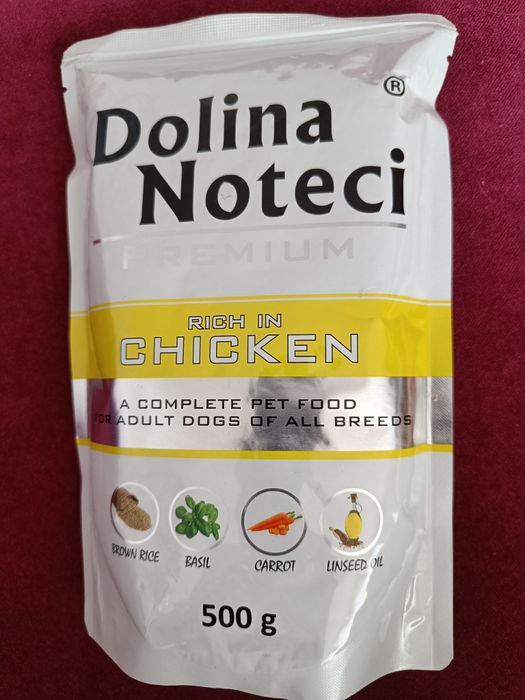 Dolina ®
Noteci
PREMIUM
RICH IN
CHICKEN
A COMPLETE PET FOOD
FOR ADULT DOGS OF ALL BREEDS
BROWN RICE
BASIL
CARROT
LINSEED OIL
500 g